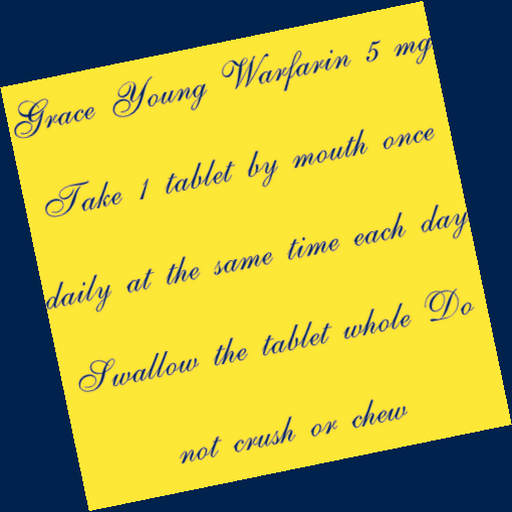 Grace Young Warfarin 5 mg
Take 1 tablet by mouth once
daily at the same time each day
Swallow the tablet whole Do
not crush or chew